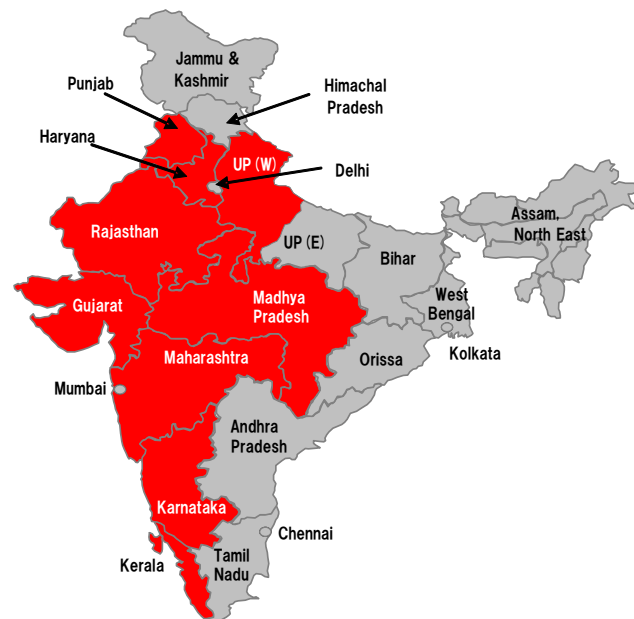 Jammu &
Kashmir
Punjab
Himachal
Pradesh
Haryana
UP (W)
Delhi
Assam,
North East
Rajasthan
UP (E)
Bihar
Gujarat
Madhya
Pradesh
West
Bengal
Maharashtra
Orissa
Kolkata
Mumbai
Andhra
Pradesh
Karnataka
Chennai
Kerala
Tamil
Nadu